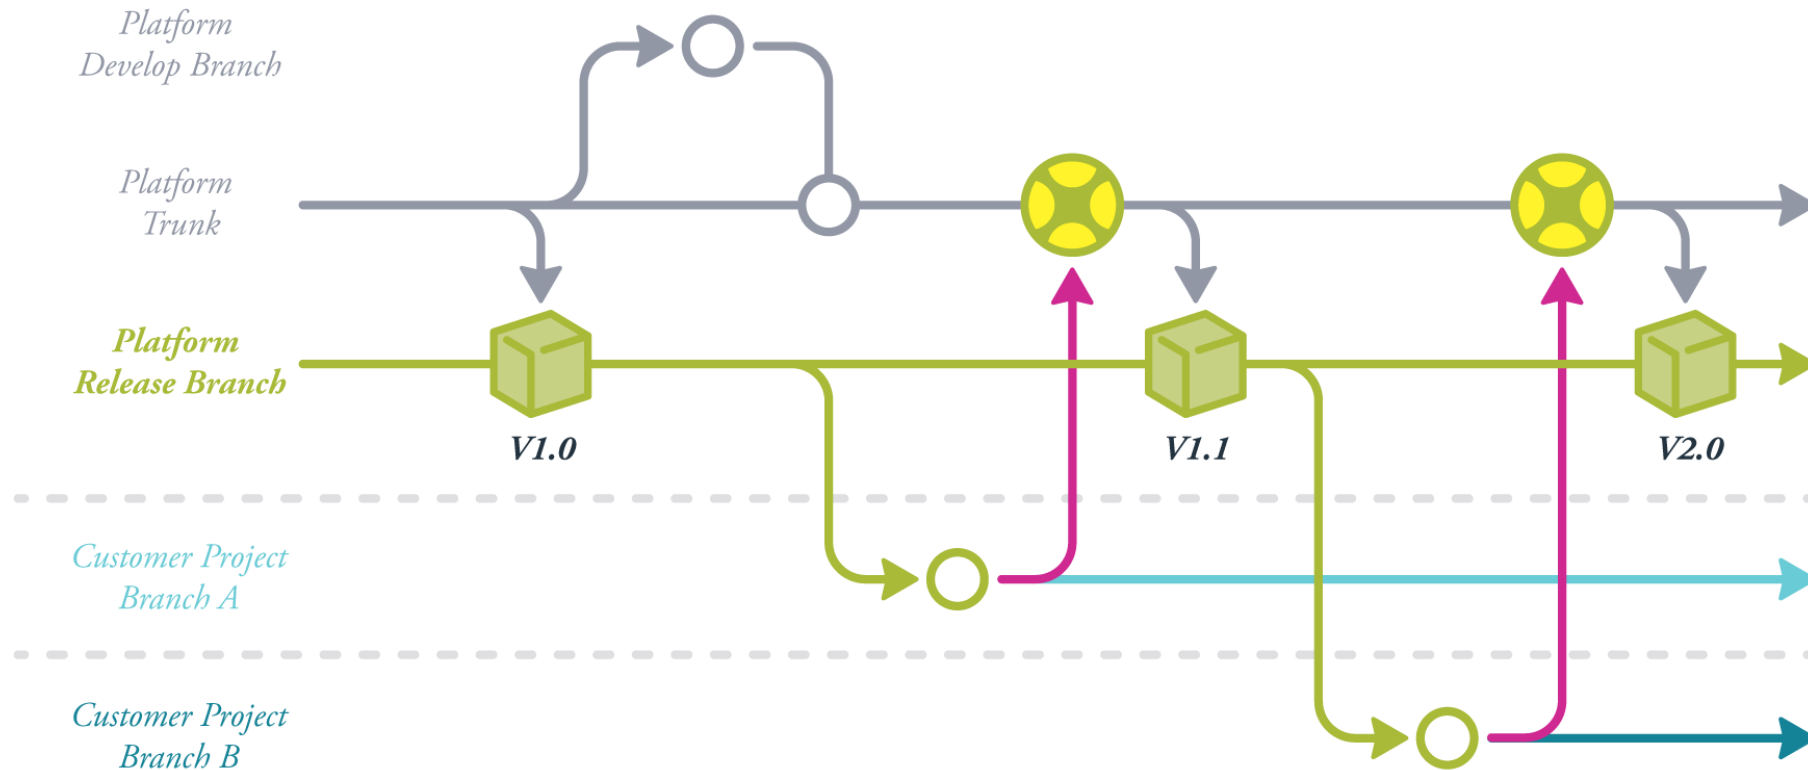 Platform
Develop Branch
Platform
Trunk
Platform
Release Branch
V1.0
V1.1
V2.0
Customer Project
Branch A
Customer Project
Branch B